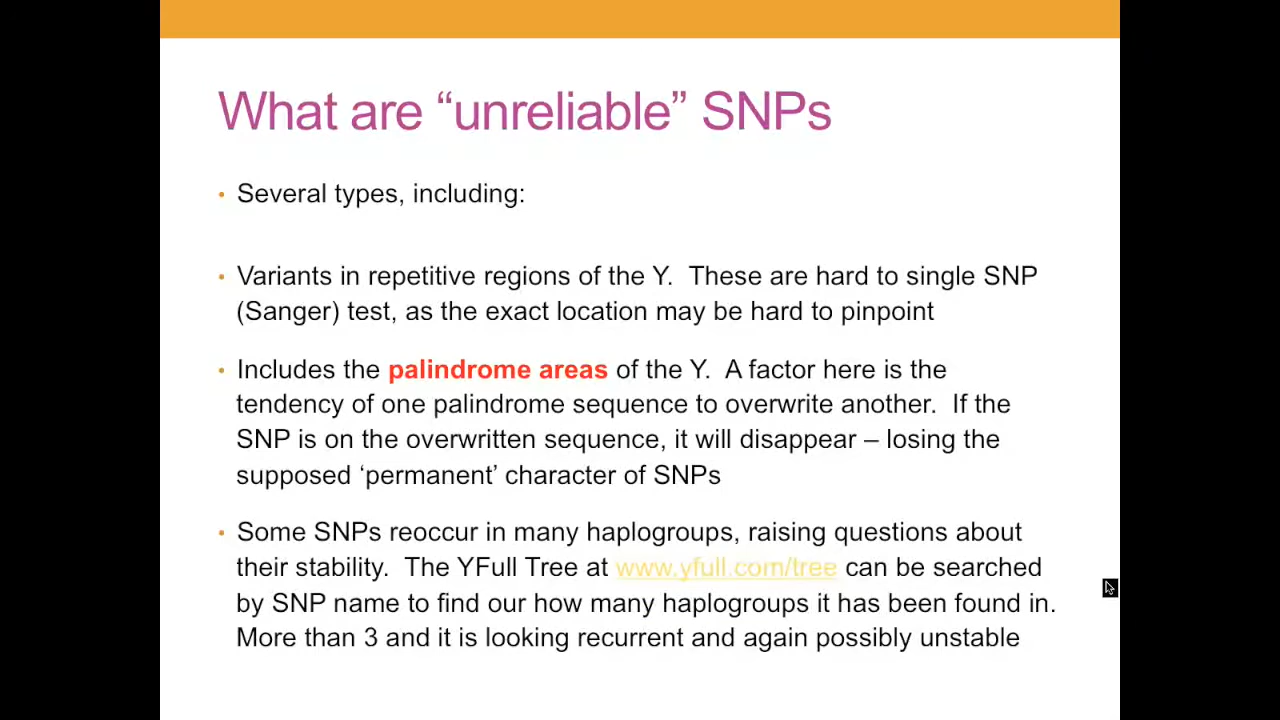 What are “unreliable” SNPs
• Several types, including:
• Variants in repetitive regions of the Y.  These are hard to single SNP
(Sanger) test, as the exact location may be hard to pinpoint
• Includes the palindrome areas of the Y.  A factor here is the
tendency of one palindrome sequence to overwrite another.  If the
SNP is on the overwritten sequence, it will disappear – losing the
supposed ‘permanent’ character of SNPs
• Some SNPs reoccur in many haplogroups, raising questions about
their stability.  The YFull Tree at www.yfull.com/tree can be searched
by SNP name to find our how many haplogroups it has been found in.
More than 3 and it is looking recurrent and again possibly unstable